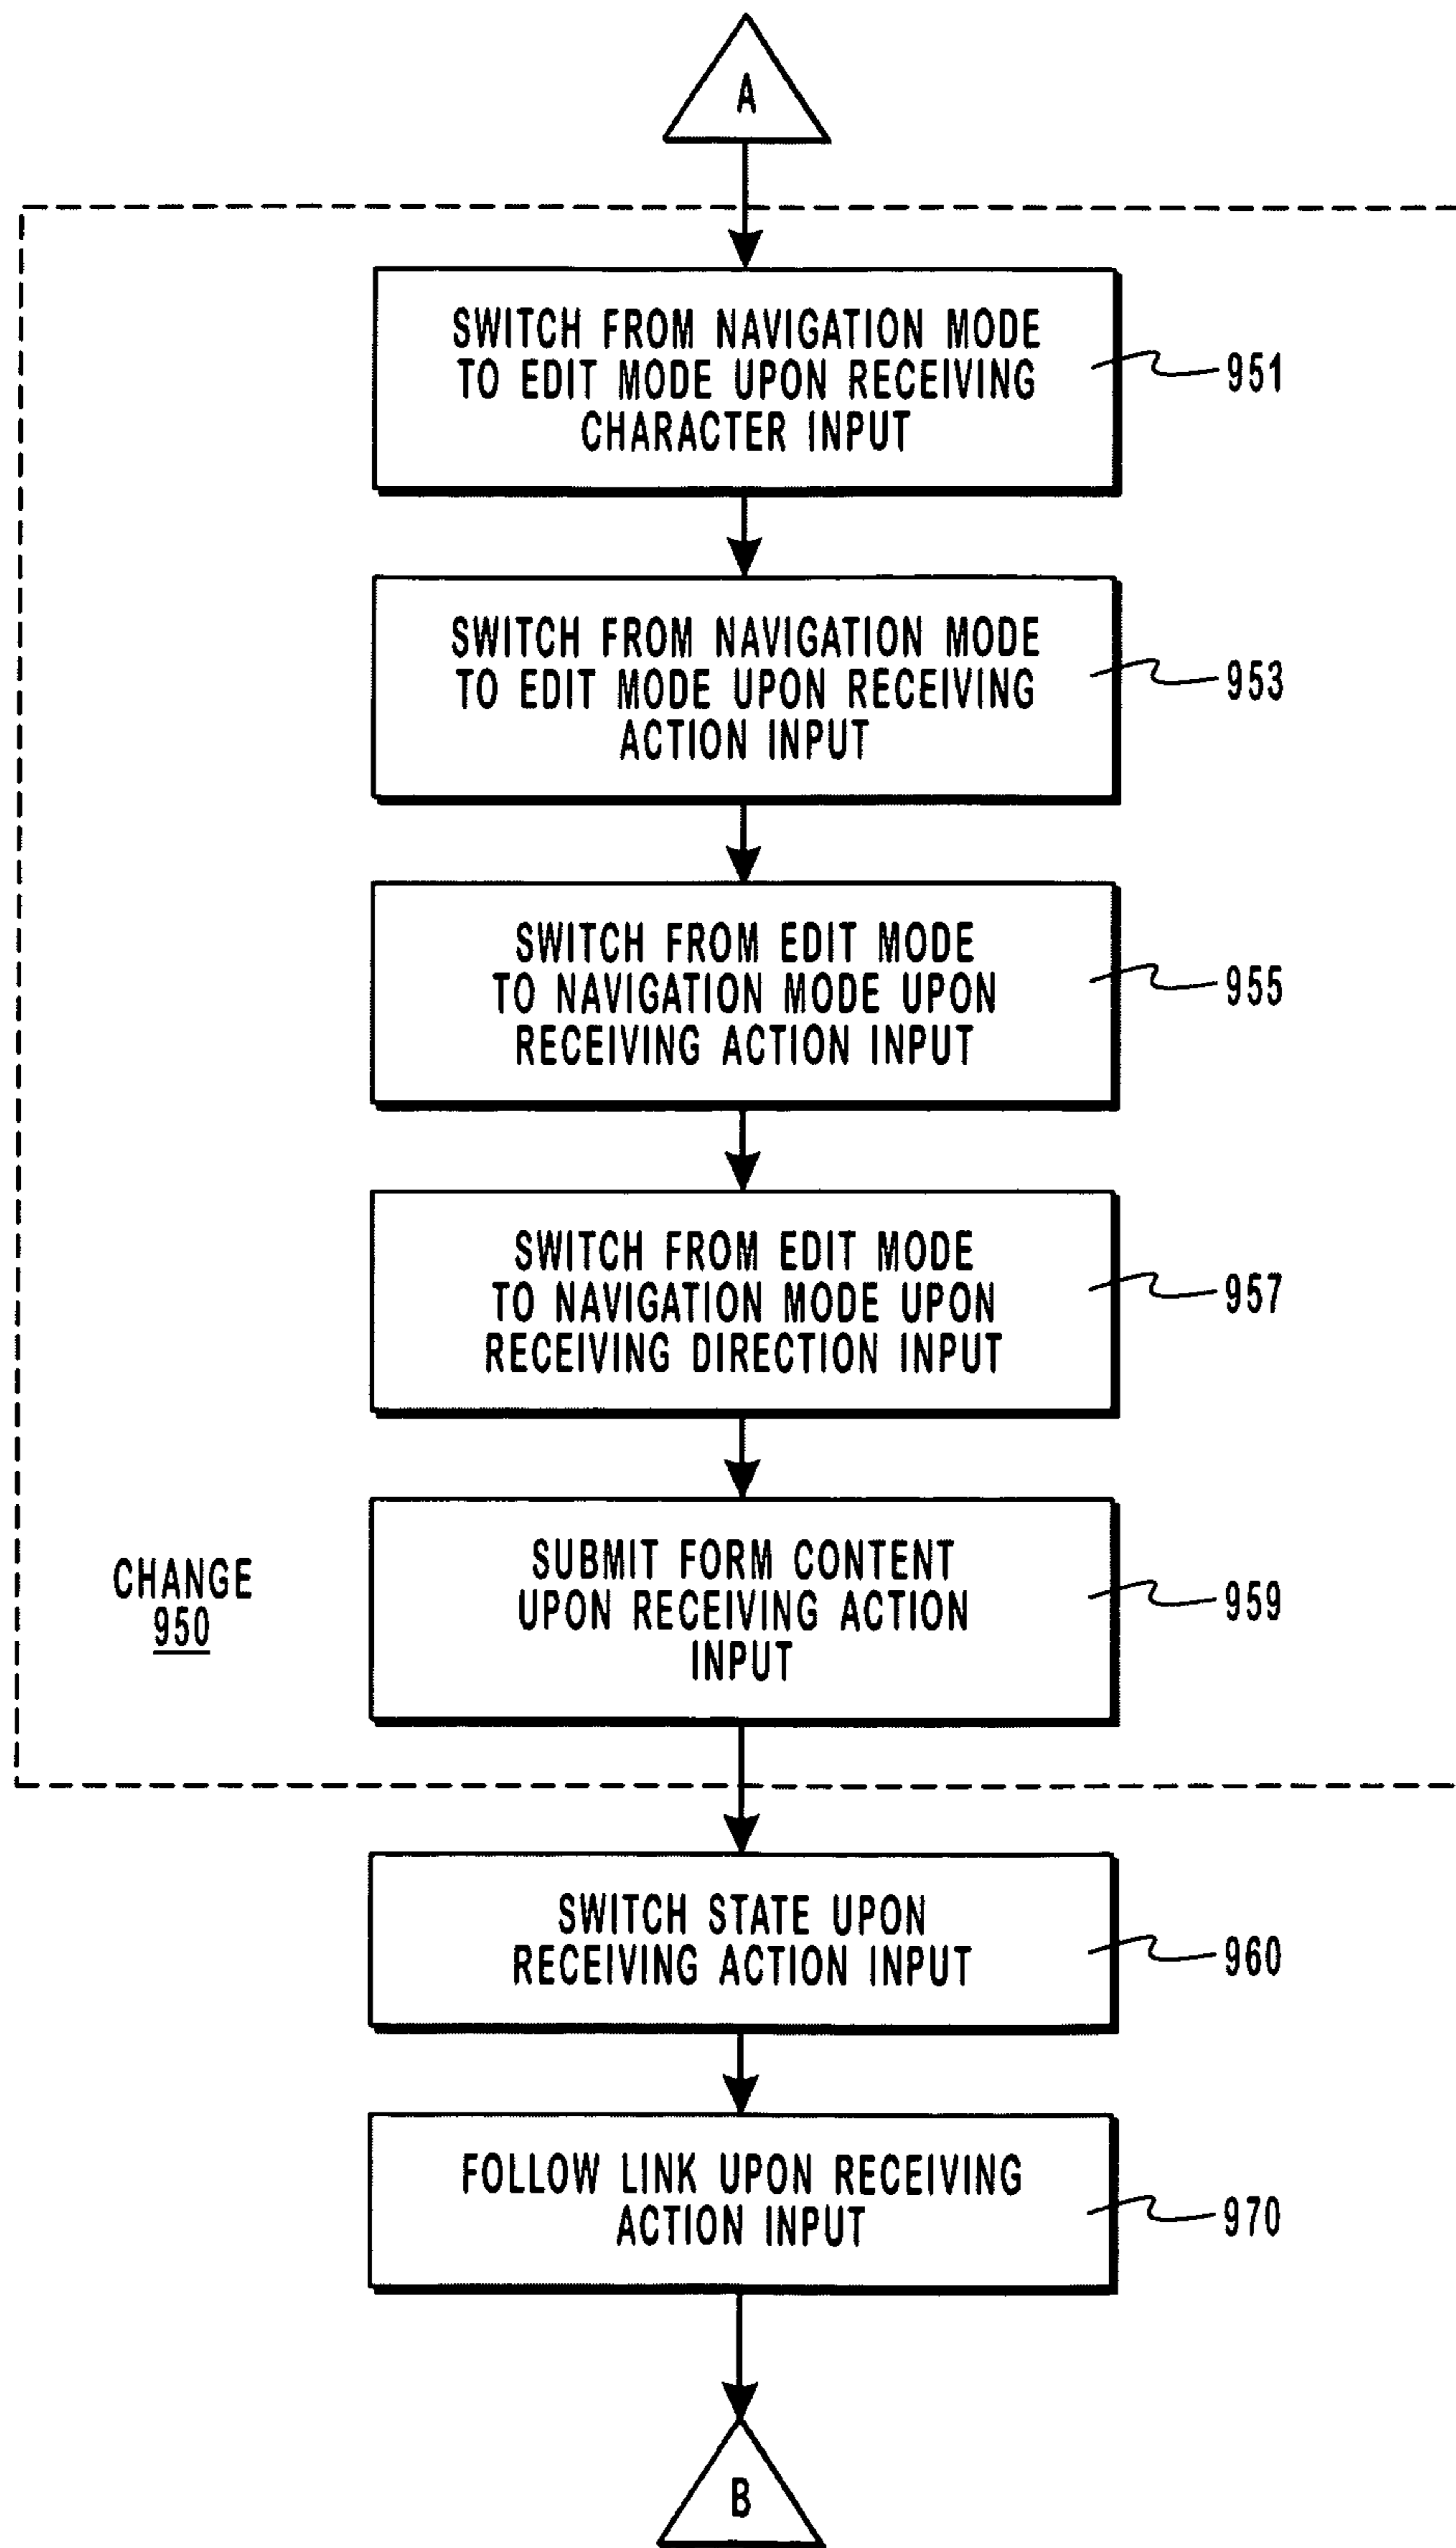 A
SWITCH FROM NAVIGATION MODE
TO EDIT MODE UPON RECEIVING
CHARACTER INPUT
951
SWITCH FROM NAVIGATION MODE
TO EDIT MODE UPON RECEIVING
ACTION INPUT
953
SWITCH FROM EDIT MODE
TO NAVIGATION MODE UPON
RECEIVING ACTION INPUT
955
SWITCH FROM EDIT MODE
TO NAVIGATION MODE UPON
RECEIVING DIRECTION INPUT
957
CHANGE
950
SUBMIT FORM CONTENT
UPON RECEIVING ACTION
INPUT
959
SWITCH STATE UPON
RECEIVING ACTION INPUT
960
FOLLOW LINK UPON RECEIVING
ACTION INPUT
970
B